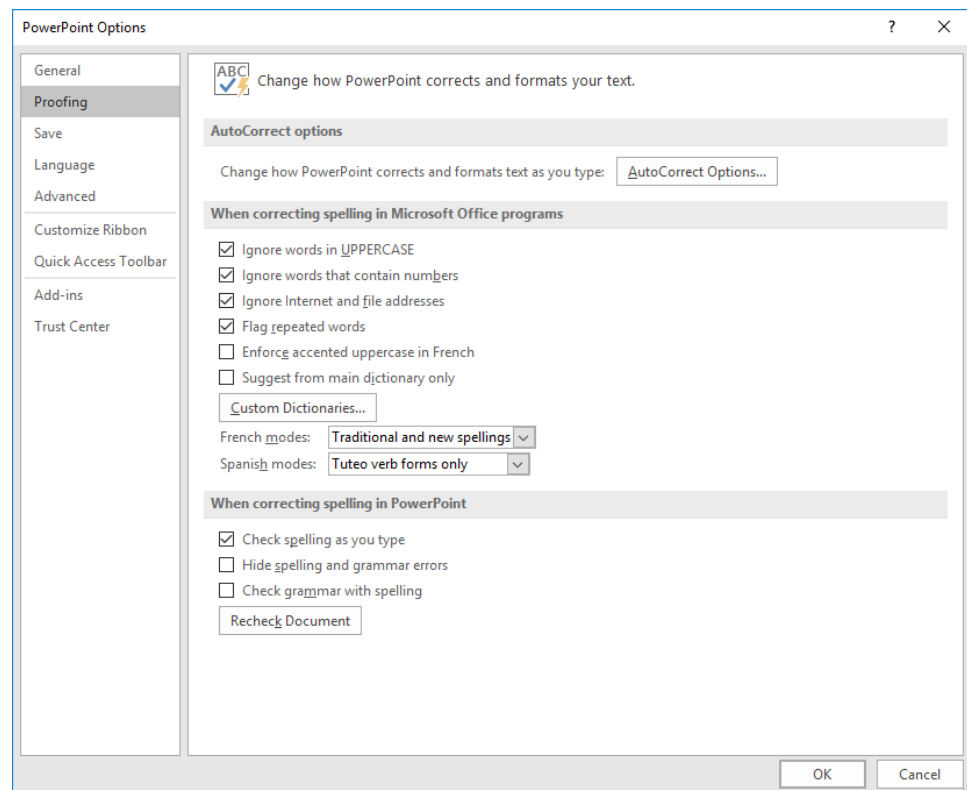 PowerPoint Options ? ×
General
Proofing
Save
Language
Advanced
Customize Ribbon
Quick Access Toolbar
Add-ins
Trust Center
ABC
Change how PowerPoint corrects and formats your text.
AutoCorrect options
Change how PowerPoint corrects and formats text as you type: AutoCorrect Options...
When correcting spelling in Microsoft Office programs
Ignore words in UPPERCASE
Ignore words that contain numbers
Ignore Internet and file addresses
Flag repeated words
Enforce accented uppercase in French
Suggest from main dictionary only
Custom Dictionaries...
French modes: Traditional and new spellings
Spanish modes: Tuteo verb forms only
When correcting spelling in PowerPoint
Check spelling as you type
Hide spelling and grammar errors
Check grammar with spelling
Recheck Document
OK Cancel